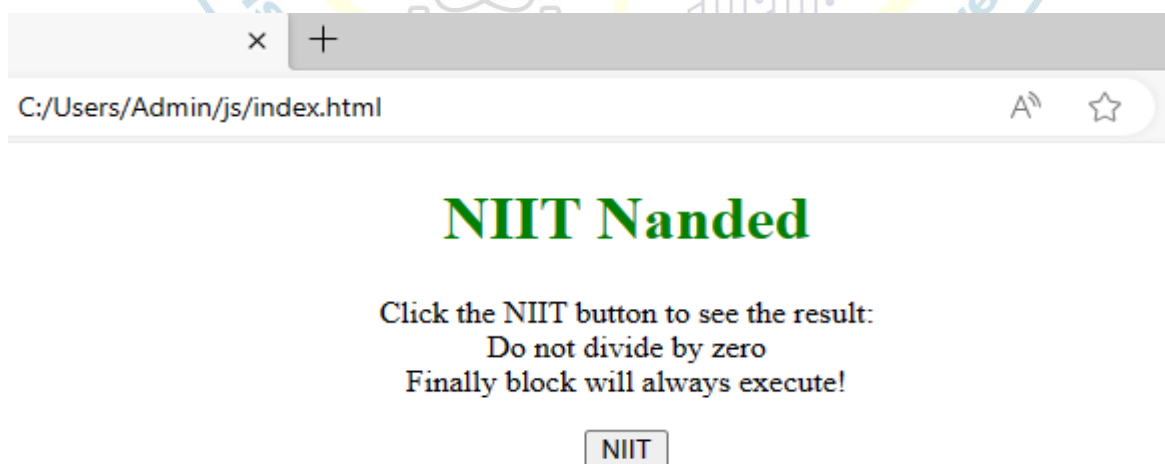 C:/Users/Admin/js/index.html
NIIT Nanded
Click the NIIT button to see the result:
Do not divide by zero
Finally block will always execute!
NIIT